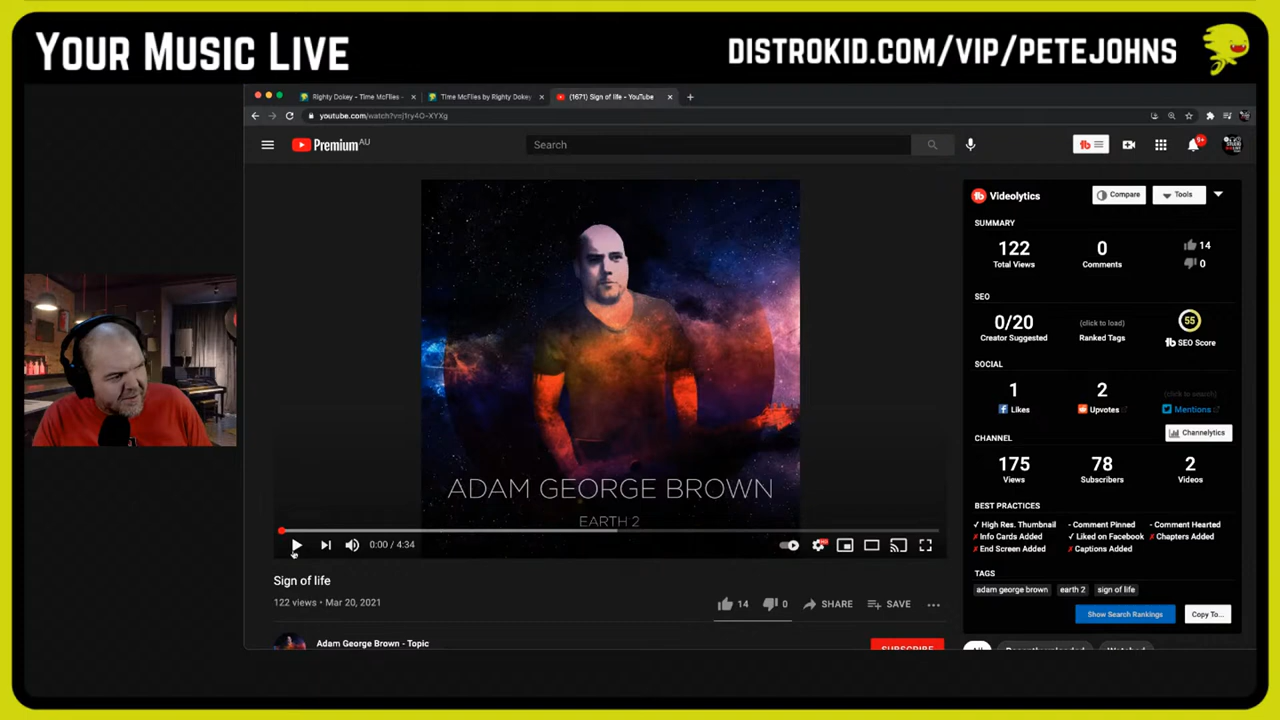 YOUR MUSIC LIVE
DISTROKID.COM/VIP/PETEJOHNS
Righty Dokey - Time McFlies -
Time McFlies by Righty Dokey
(1671) Sign of life - YouTube
Premium AU
Search
9+
ADAM GEORGE BROWN
EARTH 2
0:00 / 4:34
Sign of life
122 views • Mar 20, 2021
14
0
SHARE
SAVE
Adam George Brown - Topic
SUBSCRIBE
Videolytics
Compare
Tools
SUMMARY
122
0
14
Total Views
Comments
0
SEO
0/20
(click to load)
55
Creator Suggested
Ranked Tags
tb SEO Score
SOCIAL
1
2
(click to search)
Likes
Upvotes
Mentions
Channelytics
CHANNEL
175
78
2
Views
Subscribers
Videos
BEST PRACTICES
✓ High Res. Thumbnail
- Comment Pinned
- Comment Hearted
✗ Info Cards Added
✓ Liked on Facebook
✗ Chapters Added
✗ End Screen Added
✗ Captions Added
TAGS
adam george brown
earth 2
sign of life
Show Search Rankings
Copy To...